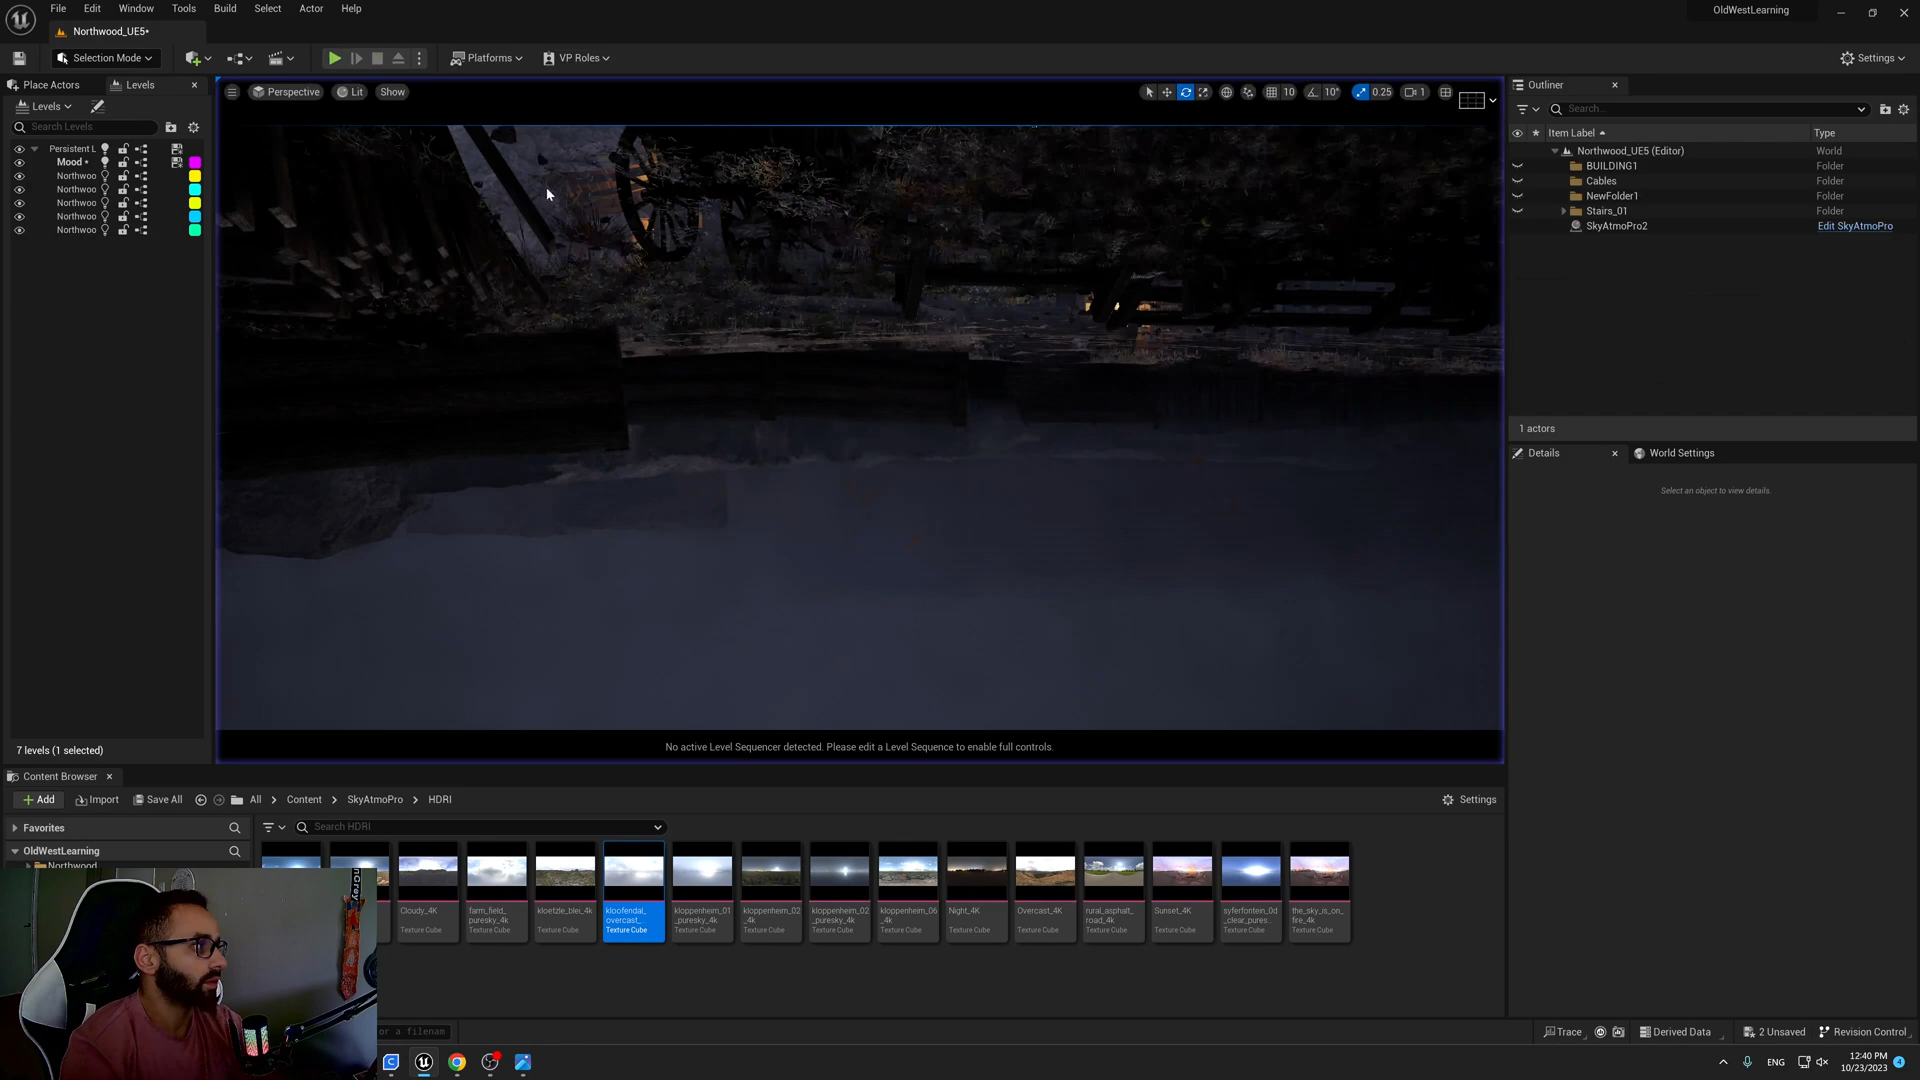 File Edit Window Tools Build Select Actor Help
OldWestLearning
Northwood_UE5*
Selection Mode
Platforms
VP Roles
Settings
Place Actors
Levels
Levels
Search Levels
Persistent L
Mood *
Northwoo
Northwoo
Northwoo
Northwoo
Northwoo
7 levels (1 selected)
Perspective
Lit
Show
10
10°
0.25
1
No active Level Sequencer detected. Please edit a Level Sequence to enable full controls.
Outliner
Search...
Item Label
Type
Northwood_UE5 (Editor)
World
BUILDING1
Folder
Cables
Folder
NewFolder1
Folder
Stairs_01
Folder
SkyAtmoPro2
Edit SkyAtmoPro
1 actors
Details
World Settings
Select an object to view details.
Content Browser
Add
Import
Save All
All > Content > SkyAtmoPro > HDRI
Settings
Favorites
Search HDRI
OldWestLearning
Northwood
Cloudy_4K
Texture Cube
farm_field_
puresky_4k
Texture Cube
kloetzle_blei_4k
Texture Cube
kloofendal_
overcast_...
Texture Cube
kloppenheim_01
_puresky_4k
Texture Cube
kloppenheim_02
_4k
Texture Cube
kloppenheim_02
_puresky_4k
Texture Cube
kloppenheim_06
_4k
Texture Cube
Night_4K
Texture Cube
Overcast_4K
Texture Cube
rural_asphalt_
road_4k
Texture Cube
Sunset_4K
Texture Cube
syferfontein_0d
_clear_pures...
Texture Cube
the_sky_is_on_
fire_4k
Texture Cube
or a filenam
Trace
Derived Data
2 Unsaved
Revision Control
ENG
12:40 PM
10/23/2023
4